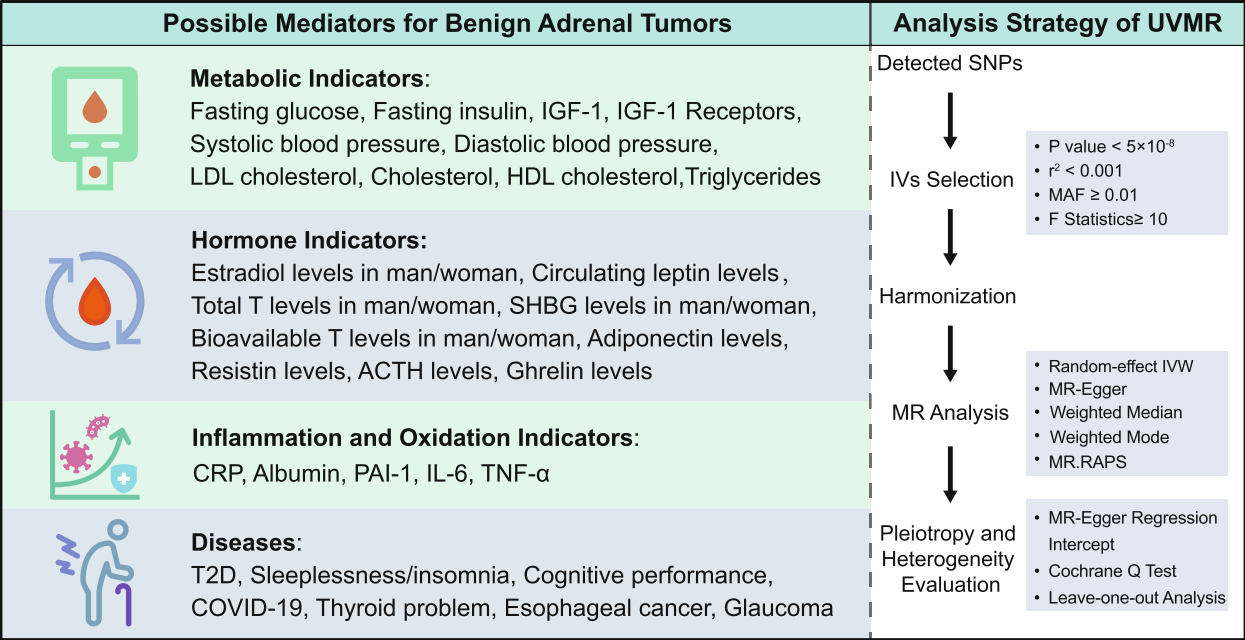 Possible Mediators for Benign Adrenal Tumors
Metabolic Indicators:
Fasting glucose, Fasting insulin, IGF-1, IGF-1 Receptors,
Systolic blood pressure, Diastolic blood pressure,
LDL cholesterol, Cholesterol, HDL cholesterol,Triglycerides
Hormone Indicators:
Estradiol levels in man/woman, Circulating leptin levels,
Total T levels in man/woman, SHBG levels in man/woman,
Bioavailable T levels in man/woman, Adiponectin levels,
Resistin levels, ACTH levels, Ghrelin levels
Inflammation and Oxidation Indicators:
CRP, Albumin, PAI-1, IL-6, TNF-α
Diseases:
T2D, Sleeplessness/insomnia, Cognitive performance,
COVID-19, Thyroid problem, Esophageal cancer, Glaucoma
Analysis Strategy of UVMR
Detected SNPs
IVs Selection
• P value < 5×10⁻⁸
• r² < 0.001
• MAF ≥ 0.01
• F Statistics≥ 10
Harmonization
MR Analysis
• Random-effect IVW
• MR-Egger
• Weighted Median
• Weighted Mode
• MR.RAPS
Pleiotropy and
Heterogeneity
Evaluation
• MR-Egger Regression
Intercept
• Cochrane Q Test
• Leave-one-out Analysis